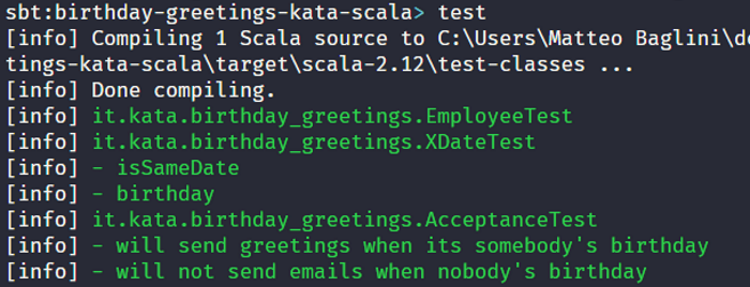 sbt:birthday-greetings-kata-scala> test
[info] Compiling 1 Scala source to C:\Users\Matteo Baglini\de
tings-kata-scala\target\scala-2.12\test-classes ...
[info] Done compiling.
[info] it.kata.birthday_greetings.EmployeeTest
[info] it.kata.birthday_greetings.XDateTest
[info] - isSameDate
[info] - birthday
[info] it.kata.birthday_greetings.AcceptanceTest
[info] - will send greetings when its somebody's birthday
[info] - will not send emails when nobody's birthday